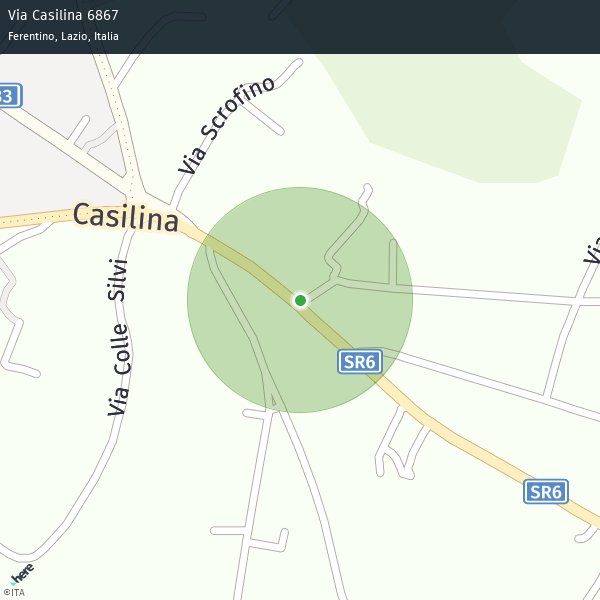 Via Casilina 6867
Ferentino, Lazio, Italia
Via Scrofino
Casilina
Via Colle Silvi
SR6
SR6
here
©ITA